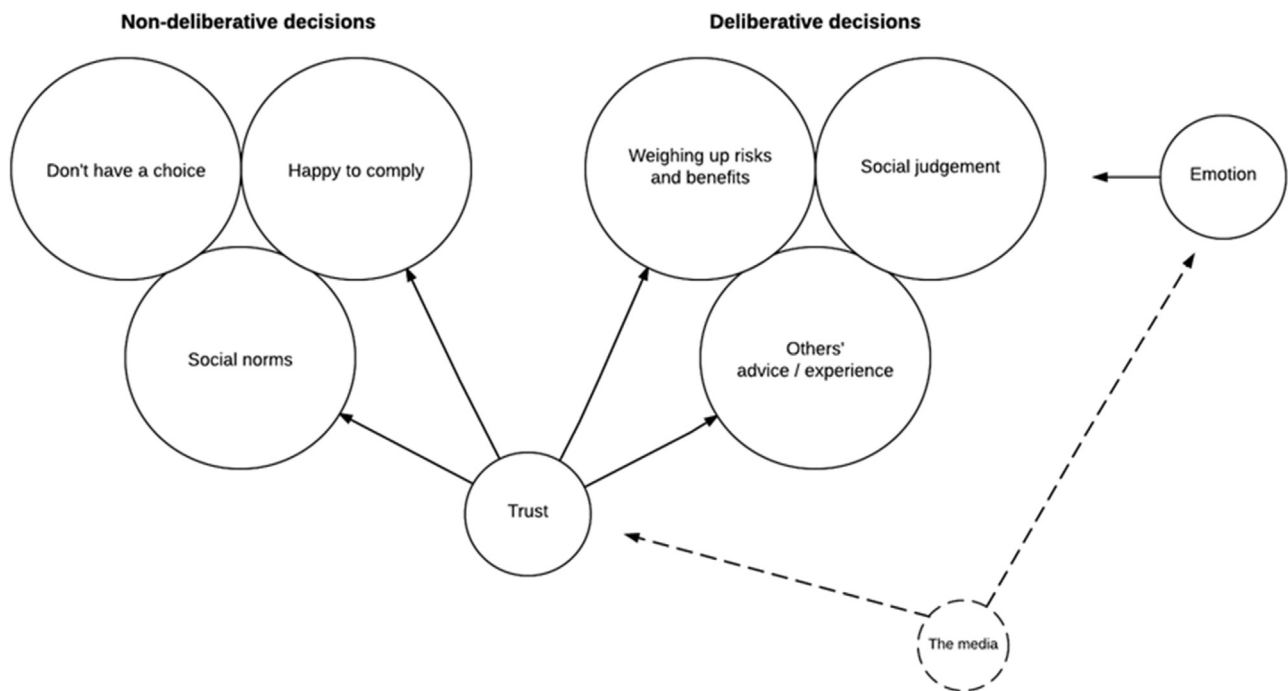 Non-deliberative decisions
Deliberative decisions
Don't have a choice
Happy to comply
Weighing up risks
and benefits
Social judgement
Emotion
Social norms
Others'
advice / experience
Trust
The media